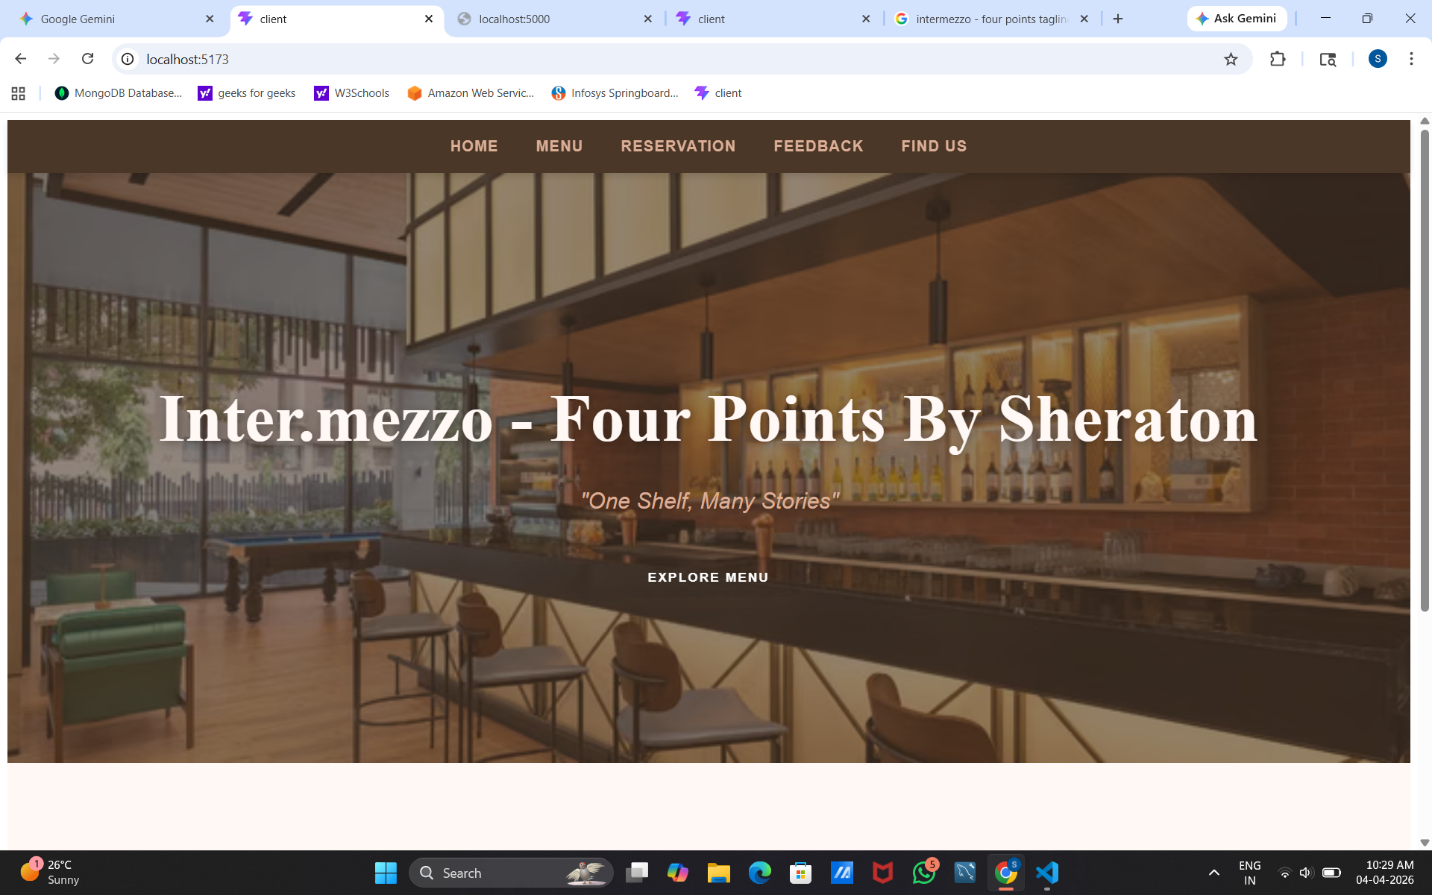 Google Gemini
client
localhost:5000
client
intermezzo - four points taglin
Ask Gemini
localhost:5173
S
MongoDB Database...
geeks for geeks
W3Schools
Amazon Web Servic...
Infosys Springboard...
client
HOME
MENU
RESERVATION
FEEDBACK
FIND US
Inter.mezzo - Four Points By Sheraton
"One Shelf, Many Stories"
EXPLORE MENU
1
26°C
Sunny
Search
5
S
ENG
IN
10:29 AM
04-04-2026